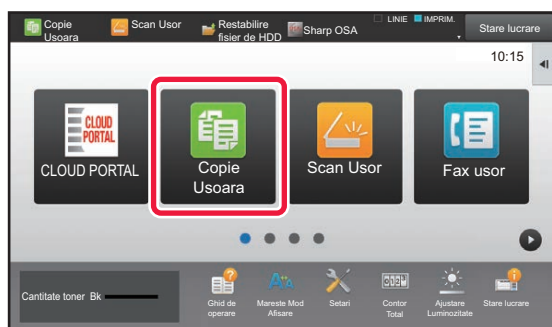 Copie
Usoara
Scan Usor
Restabilire
fisier de HDD
Sharp OSA
LINIE
IMPRIM.
Stare lucrare
10:15
CLOUD
PORTAL
CLOUD PORTAL
Copie
Usoara
Scan Usor
Fax usor
Cantitate toner Bk
Ghid de
operare
Mareste Mod
Afisare
Setari
Contor
Total
Ajustare
Luminozitate
Stare lucrare